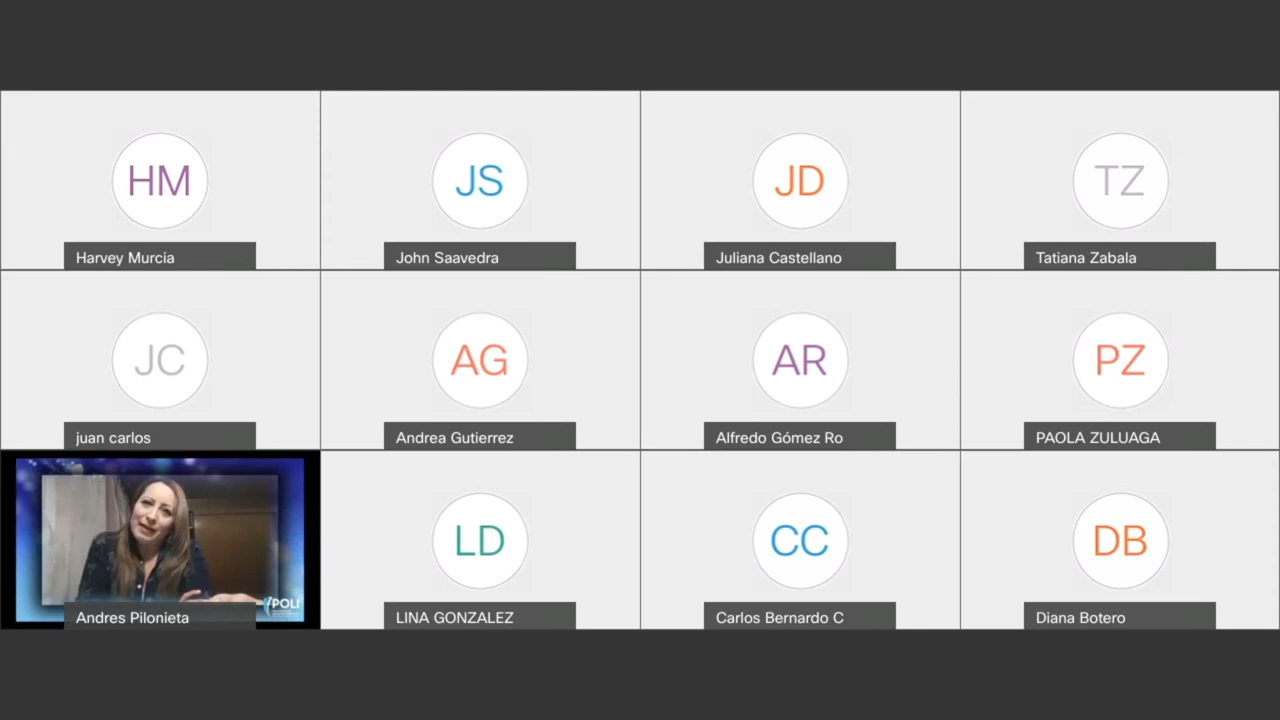 HM
JS
JD
TZ
Harvey Murcia
John Saavedra
Juliana Castellano
Tatiana Zabala
JC
AG
AR
PZ
juan carlos
Andrea Gutierrez
Alfredo Gómez Ro
PAOLA ZULUAGA
LD
CC
DB
POLI
Andres Pilonieta
LINA GONZALEZ
Carlos Bernardo C
Diana Botero